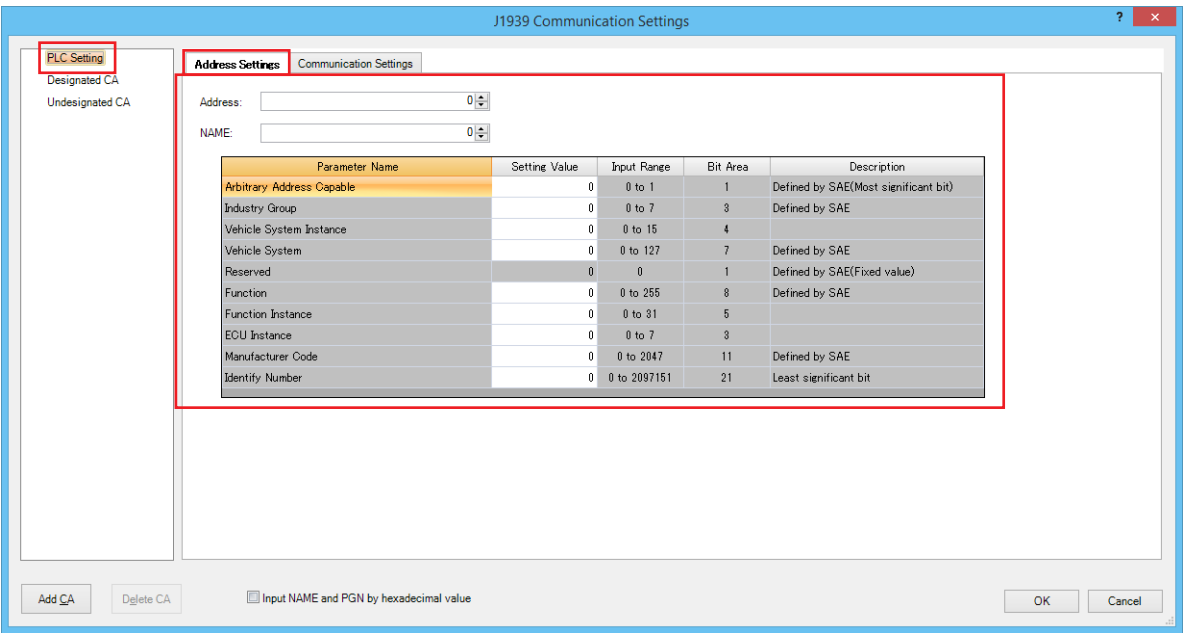 J1939 Communication Settings
?
PLC Setting
Designated CA
Undesignated CA
Address Settings Communication Settings
Address: 0
NAME: 0
Parameter Name Setting Value Input Range Bit Area Description
Arbitrary Address Capable 0 0 to 1 1 Defined by SAE(Most significant bit)
Industry Group 0 0 to 7 3 Defined by SAE
Vehicle System Instance 0 0 to 15 4
Vehicle System 0 0 to 127 7 Defined by SAE
Reserved 0 0 1 Defined by SAE(Fixed value)
Function 0 0 to 255 8 Defined by SAE
Function Instance 0 0 to 31 5
ECU Instance 0 0 to 7 3
Manufacturer Code 0 0 to 2047 11 Defined by SAE
Identify Number 0 0 to 2097151 21 Least significant bit
Add CA Delete CA Input NAME and PGN by hexadecimal value
OK Cancel